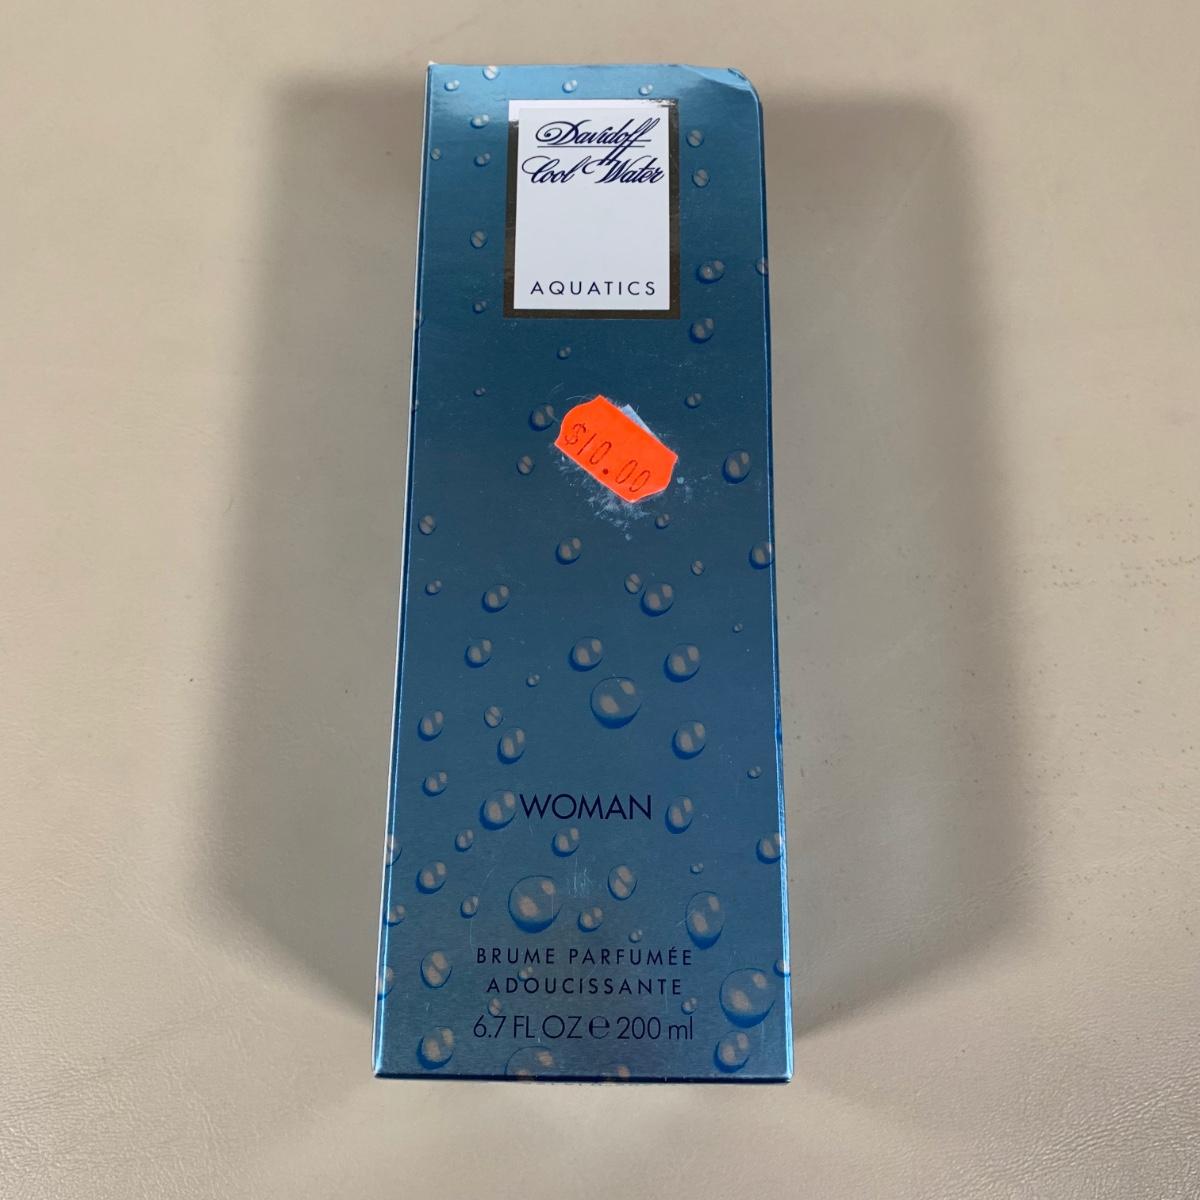 Davidoff
Cool Water
AQUATICS
$10.00
WOMAN
BRUME PARFUMÉE
ADOUCISSANTE
6.7 FL OZ ℮ 200 ml